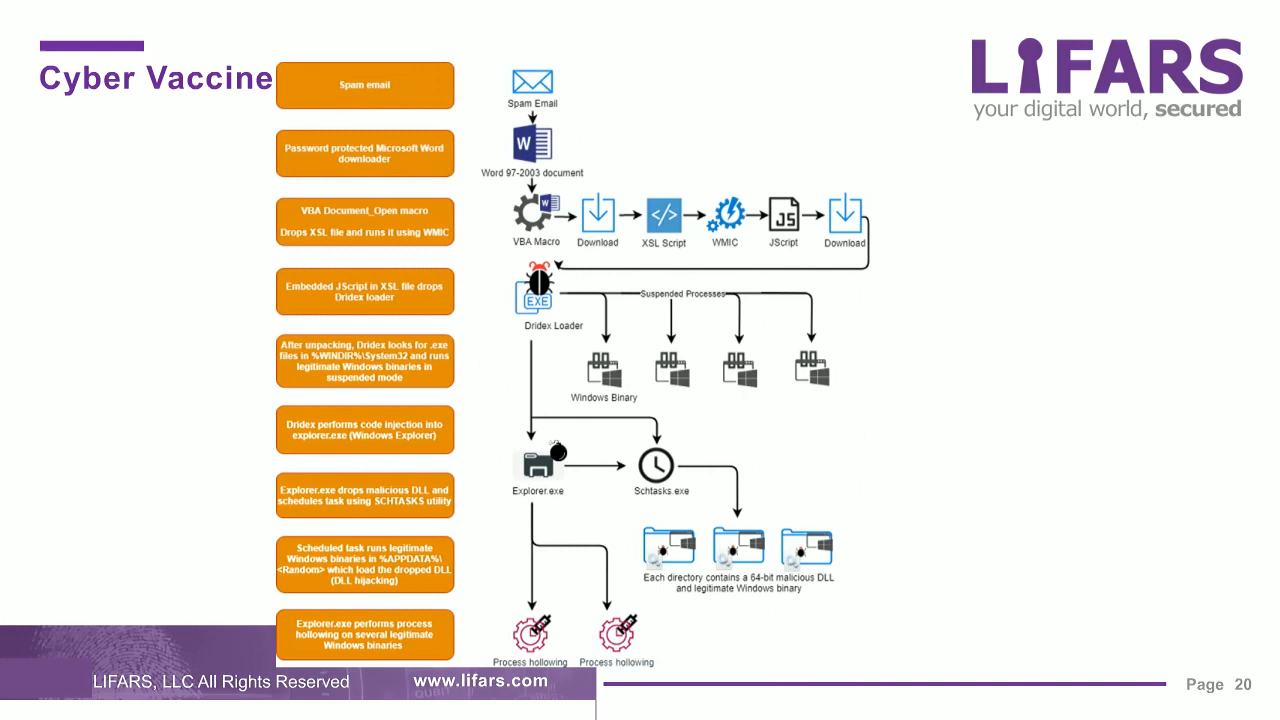 Cyber Vaccine
LIFARS
your digital world, secured
Spam email
Password protected Microsoft Word
downloader
VBA Document_Open macro
Drops XSL file and runs it using WMIC
Embedded JScript in XSL file drops
Dridex loader
After unpacking, Dridex looks for .exe
files in %WINDIR%\System32 and runs
legitimate Windows binaries in
suspended mode
Dridex performs code injection into
explorer.exe (Windows Explorer)
Explorer.exe drops malicious DLL and
schedules task using SCHTASKS utility
Scheduled task runs legitimate
Windows binaries in %APPDATA%\
<Random> which load the dropped DLL
(DLL hijacking)
Explorer.exe performs process
hollowing on several legitimate
Windows binaries
Spam Email
W
Word 97-2003 document
W
</>
JS
VBA Macro Download XSL Script WMIC JScript Download
EXE
Suspended Processes
Dridex Loader
Windows Binary
Explorer.exe Schtasks.exe
Each directory contains a 64-bit malicious DLL
and legitimate Windows binary
Process hollowing Process hollowing
LIFARS, LLC All Rights Reserved www.lifars.com
Page 20